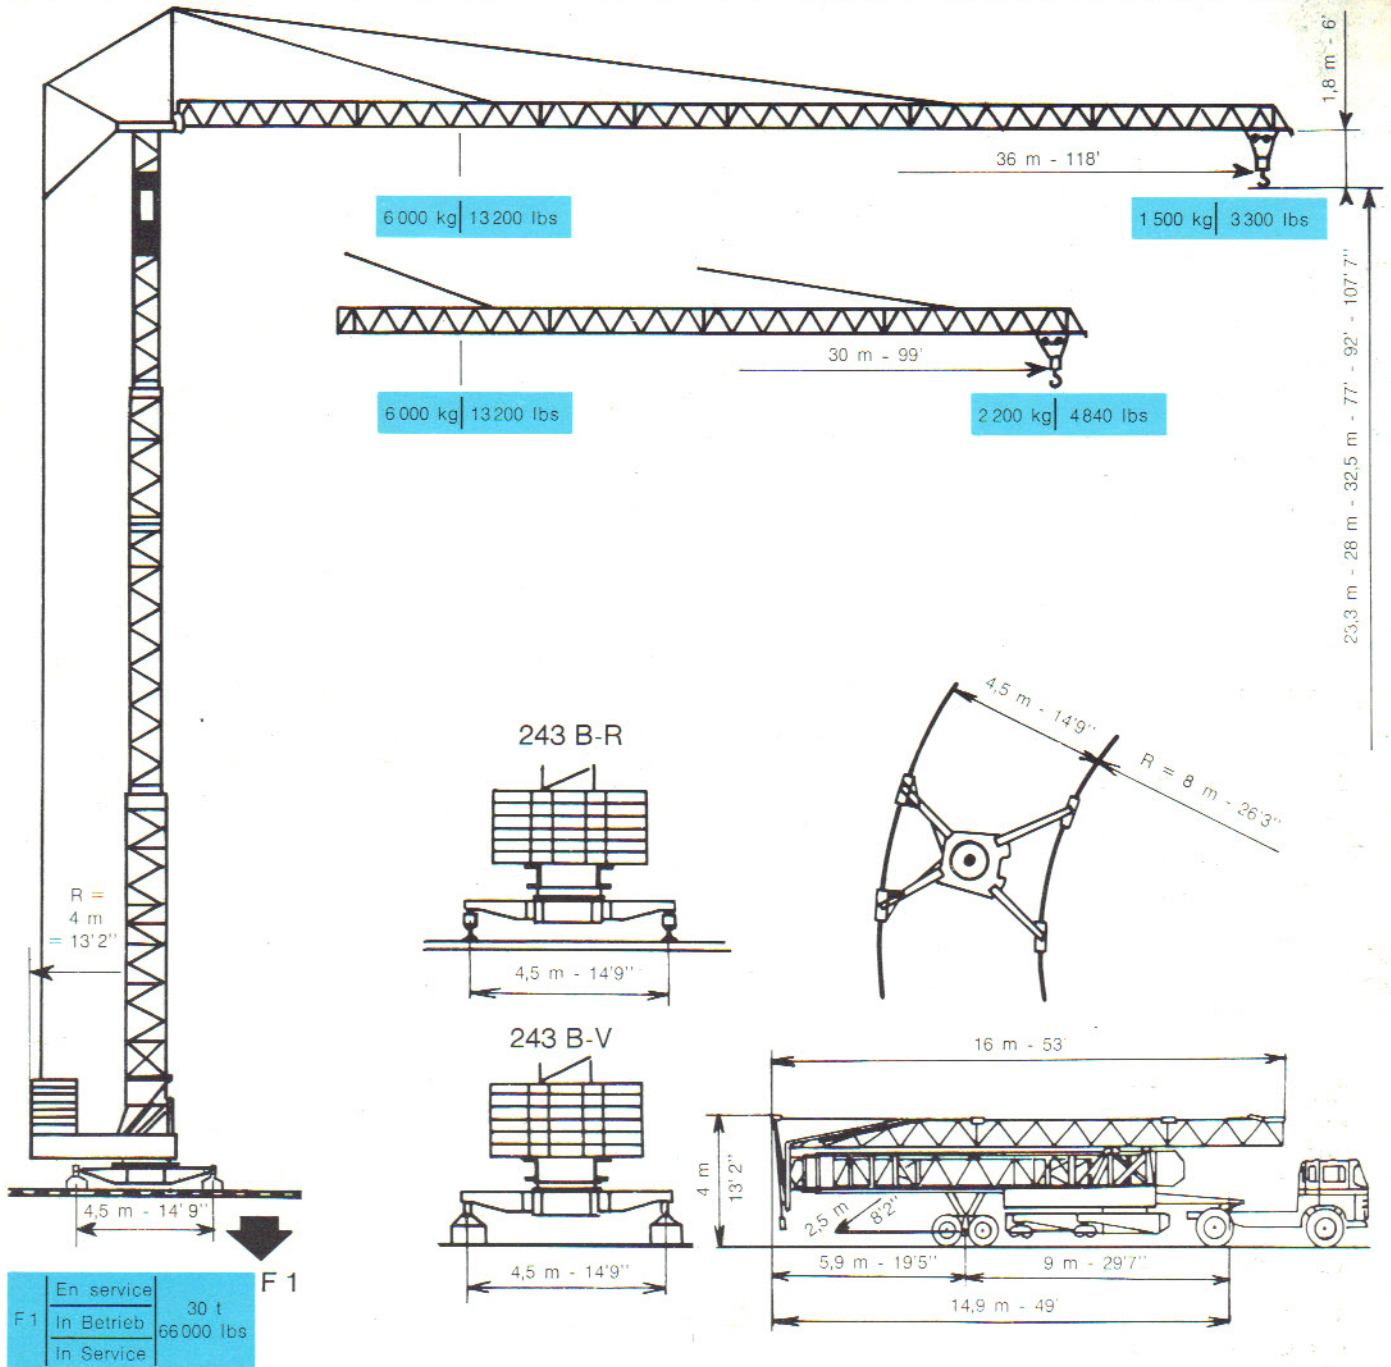 1,8 m - 6'
36 m - 118'
6 000 kg | 13 200 lbs
1 500 kg | 3 300 lbs
30 m - 99'
6 000 kg | 13 200 lbs
2 200 kg | 4 840 lbs
23,3 m - 28 m - 32,5 m - 77' - 92' - 107' 7''
4,5 m - 14'9''
R = 8 m - 26'3''
243 B-R
R =
4 m
= 13'2''
4,5 m - 14'9''
243 B-V
16 m - 53'
4 m
13'2''
2,5 m
8'2''
4,5 m - 14'9''
5,9 m - 19'5''
9 m - 29'7''
4,5 m - 14'9''
14,9 m - 49'
F 1
F 1
En service
In Betrieb
In Service
30 t
66 000 lbs